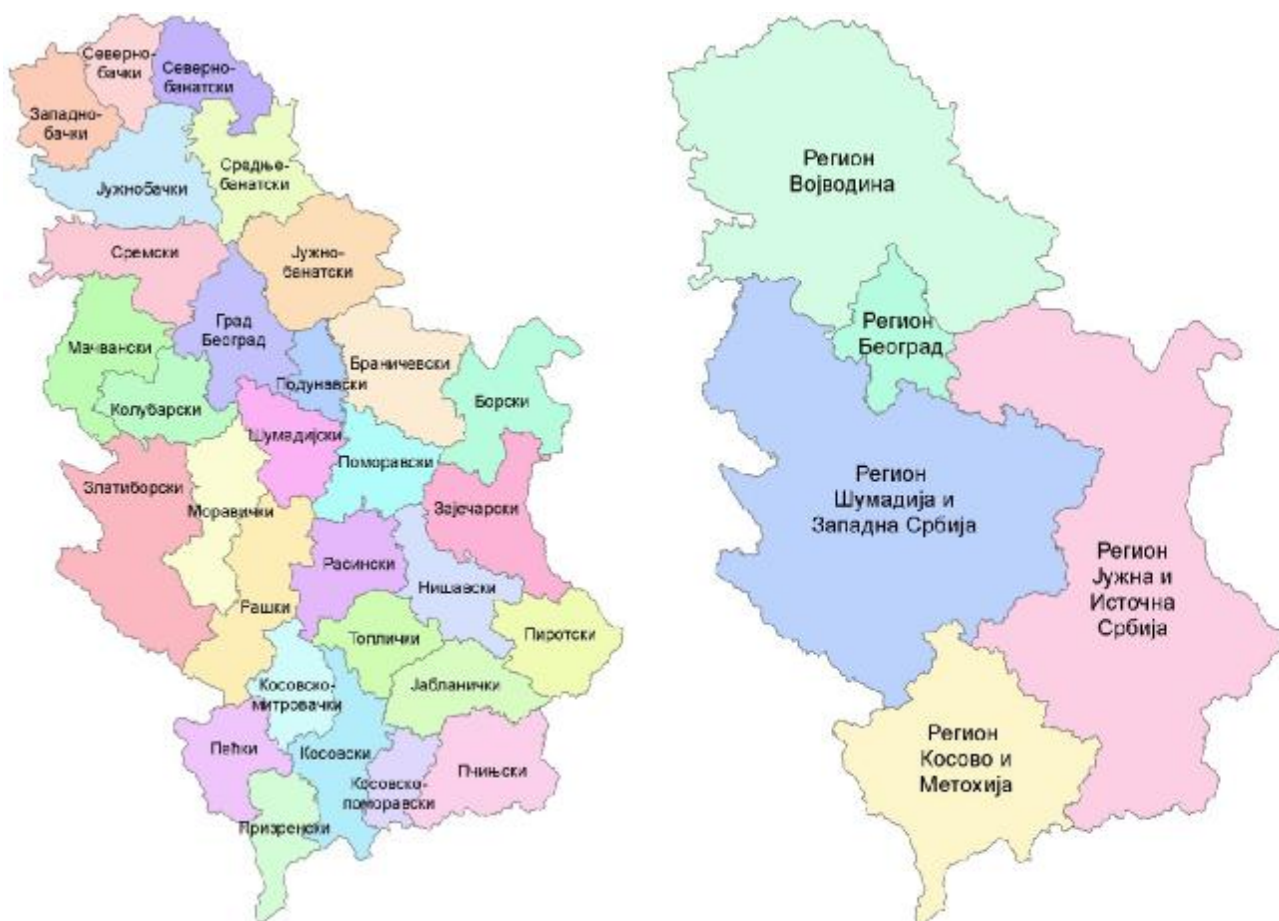 Северно-
бачки
Северно-
банатски
Западно-
бачки
Јужнобачки
Средње-
банатски
Сремски
Јужно-
банатски
Град
Београд
Мачвански
Подунавски
Браничевски
Колубарски
Борски
Шумадијски
Поморавски
Златиборски
Моравички
Зајечарски
Расински
Нишавски
Рашки
Топлички
Пиротски
Косовско-
митровачки
Јабланички
Пећки
Косовски
Пчињски
Косовско-
поморавски
Призренски
Регион
Војводина
Регион
Београд
Регион
Шумадија и
Западна Србија
Регион
Јужна и
Источна
Србија
Регион
Косово и
Метохија